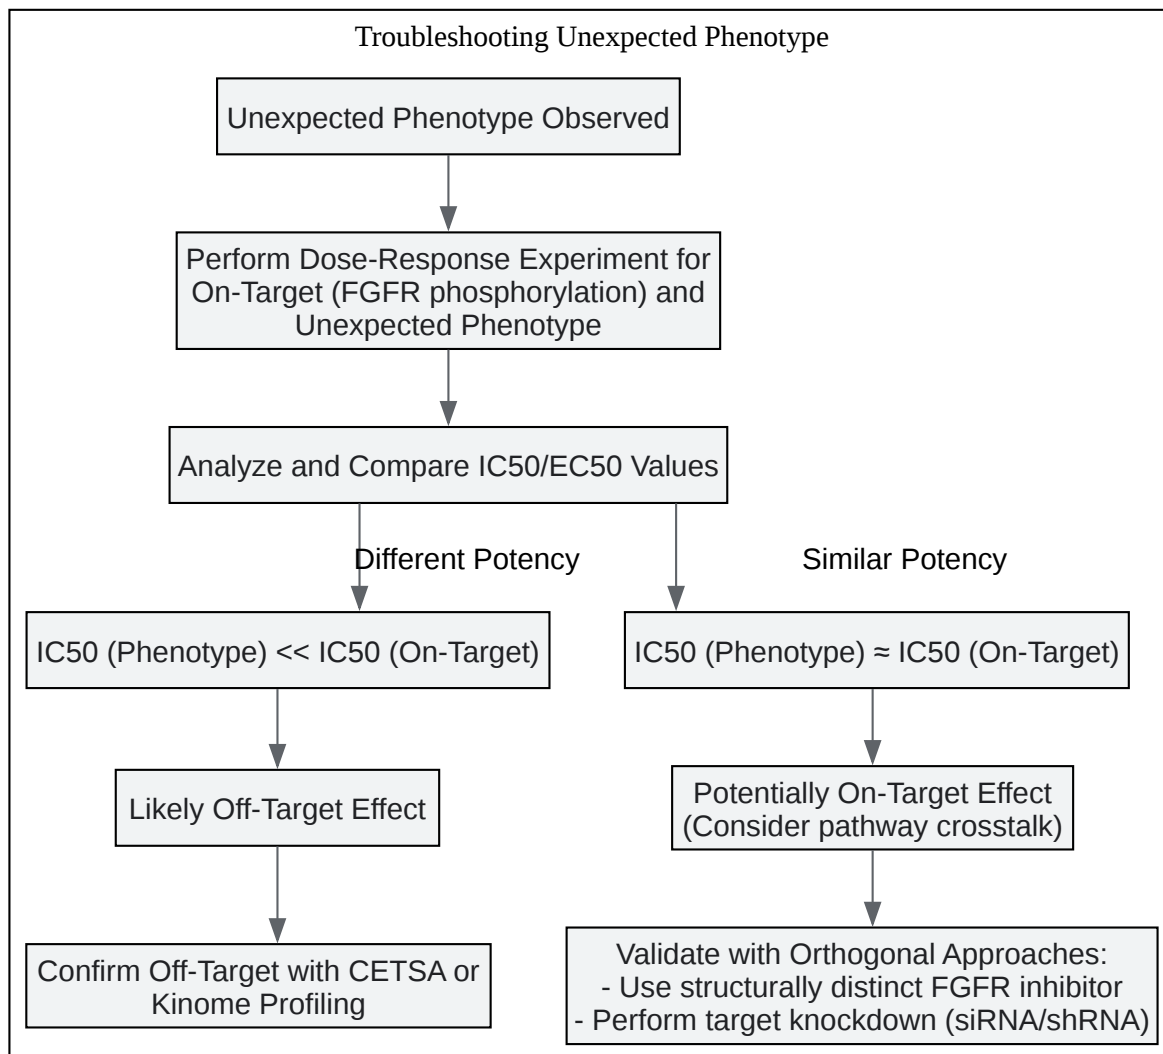 Troubleshooting Unexpected Phenotype
Unexpected Phenotype Observed
Perform Dose-Response Experiment for
On-Target (FGFR phosphorylation) and
Unexpected Phenotype
Analyze and Compare IC50/EC50 Values
Different Potency
Similar Potency
IC50 (Phenotype) << IC50 (On-Target)
IC50 (Phenotype) ≈ IC50 (On-Target)
Likely Off-Target Effect
Potentially On-Target Effect
(Consider pathway crosstalk)
Confirm Off-Target with CETSA or
Kinome Profiling
Validate with Orthogonal Approaches:
- Use structurally distinct FGFR inhibitor
- Perform target knockdown (siRNA/shRNA)